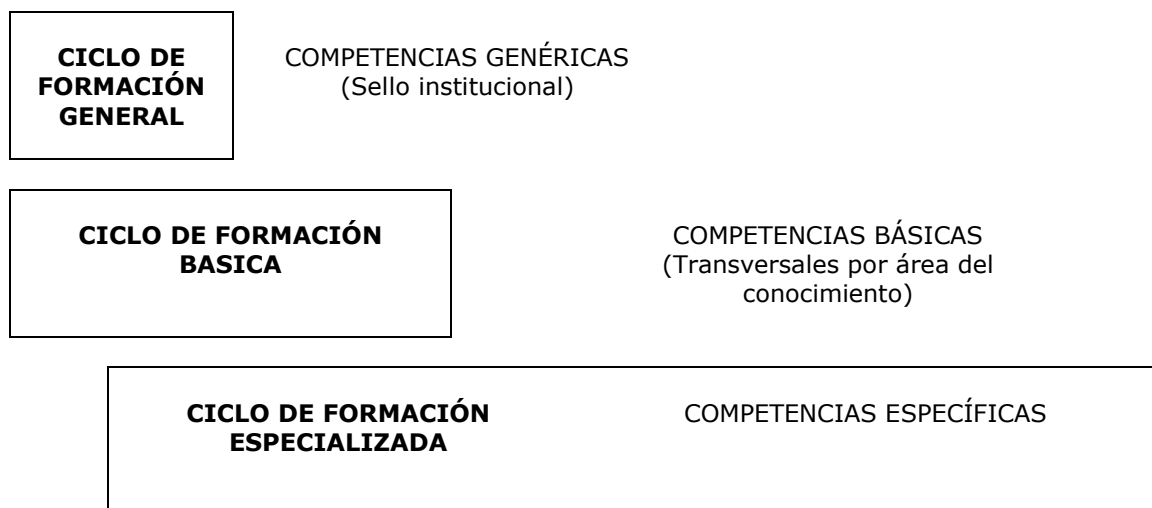 CICLO DE
FORMACIÓN
GENERAL
COMPETENCIAS GENÉRICAS
(Sello institucional)
CICLO DE FORMACIÓN
BASICA
COMPETENCIAS BÁSICAS
(Transversales por área del
conocimiento)
CICLO DE FORMACIÓN
ESPECIALIZADA
COMPETENCIAS ESPECÍFICAS